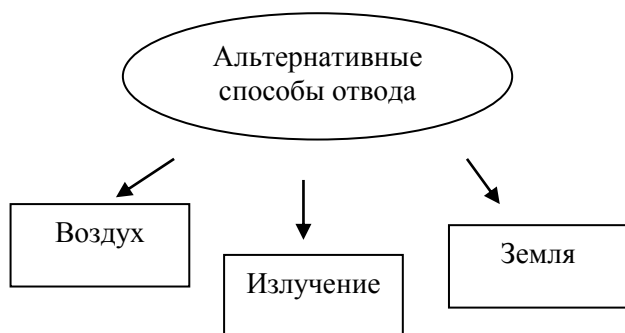 Альтернативные
способы отвода
Воздух
Излучение
Земля